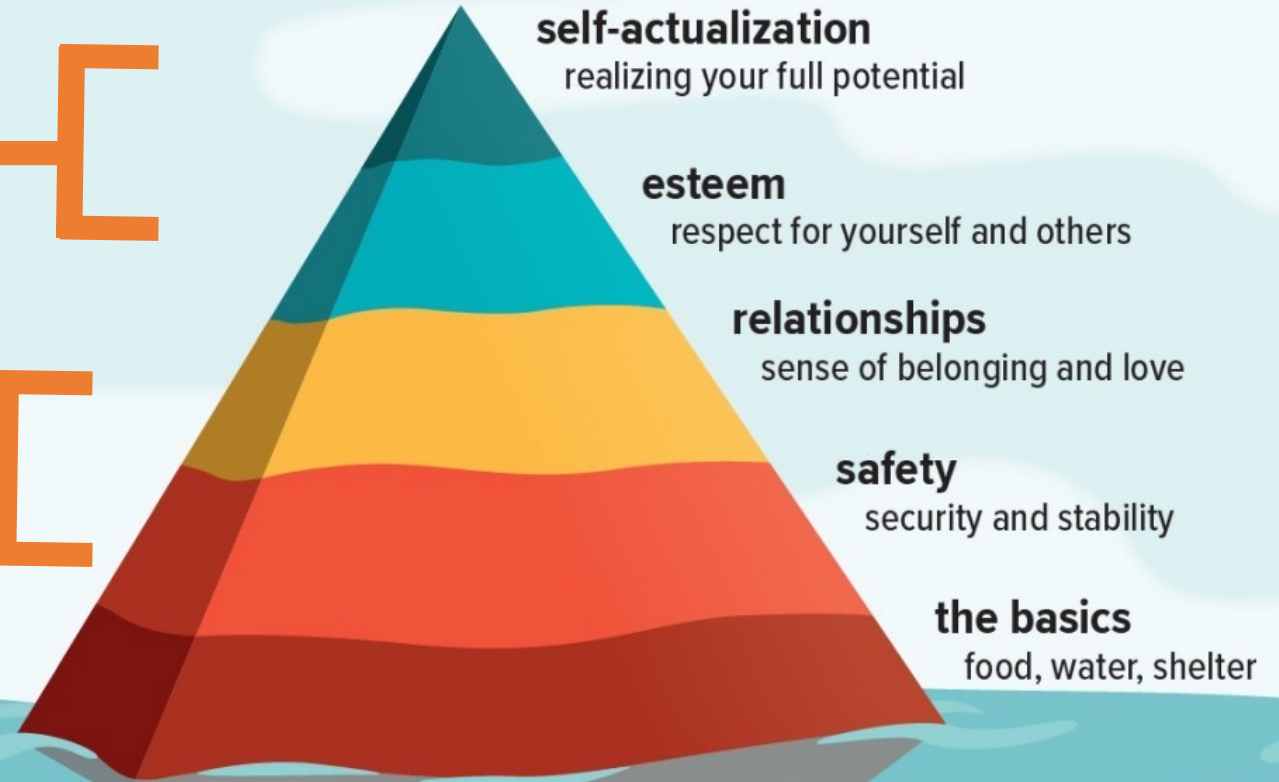 self-actualization
realizing your full potential
esteem
respect for yourself and others
relationships
sense of belonging and love
safety
security and stability
the basics
food, water, shelter